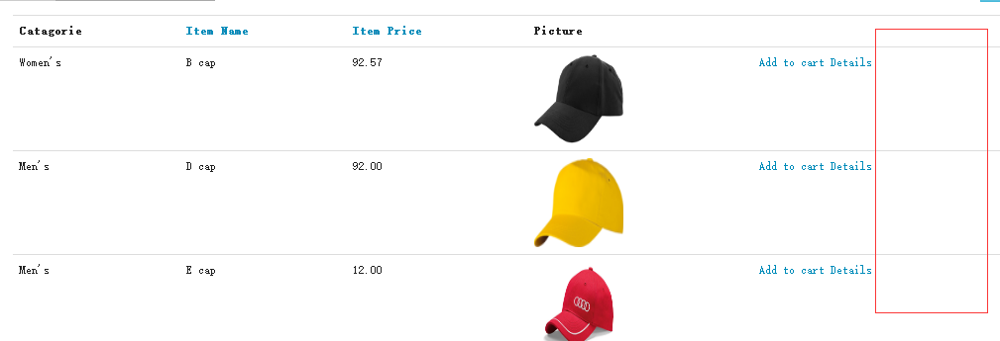 Catagorie Item Name Item Price Picture
Women's B cap 92.57 Add to cart Details
Men's D cap 92.00 Add to cart Details
Men's E cap 12.00 Add to cart Details